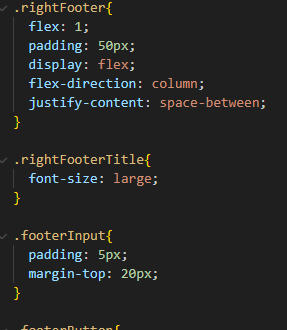 .rightFooter{
flex: 1;
padding: 50px;
display: flex;
flex-direction: column;
justify-content: space-between;
}
.rightFooterTitle{
font-size: large;
}
.footerInput{
padding: 5px;
margin-top: 20px;
}